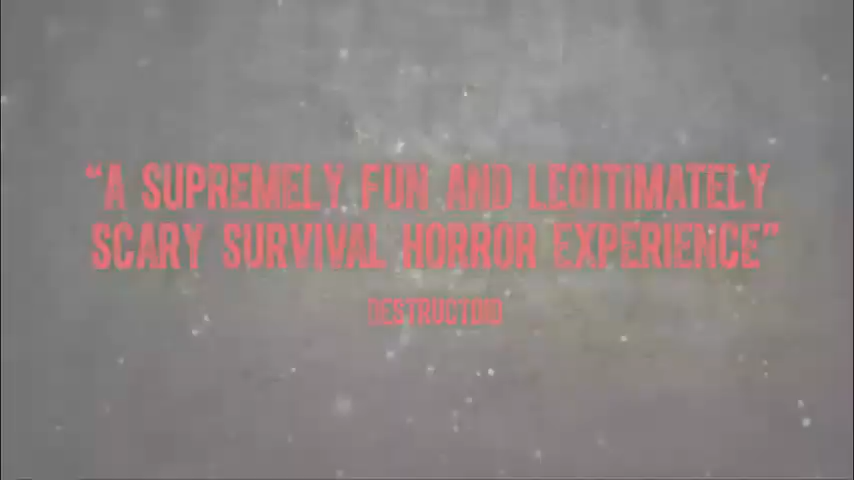 “A SUPREMELY FUN AND LEGITIMATELY
SCARY SURVIVAL HORROR EXPERIENCE”
DESTRUCTOID